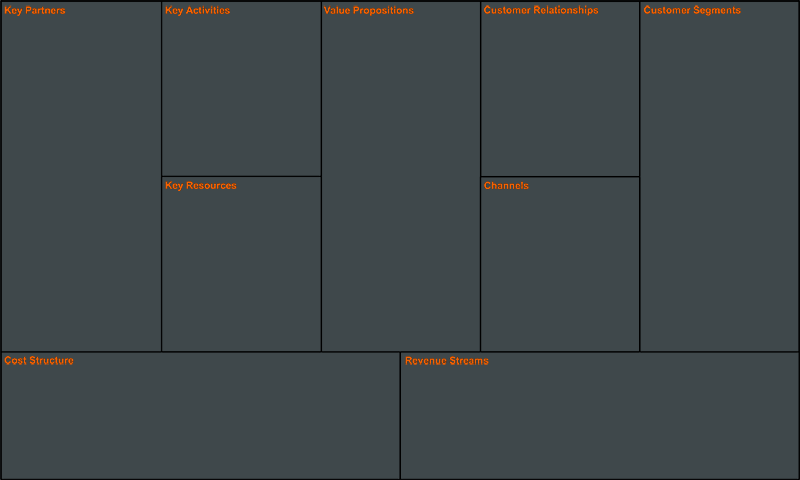 Key Partners
Key Activities
Value Propositions
Customer Relationships
Customer Segments
Key Resources
Channels
Cost Structure
Revenue Streams